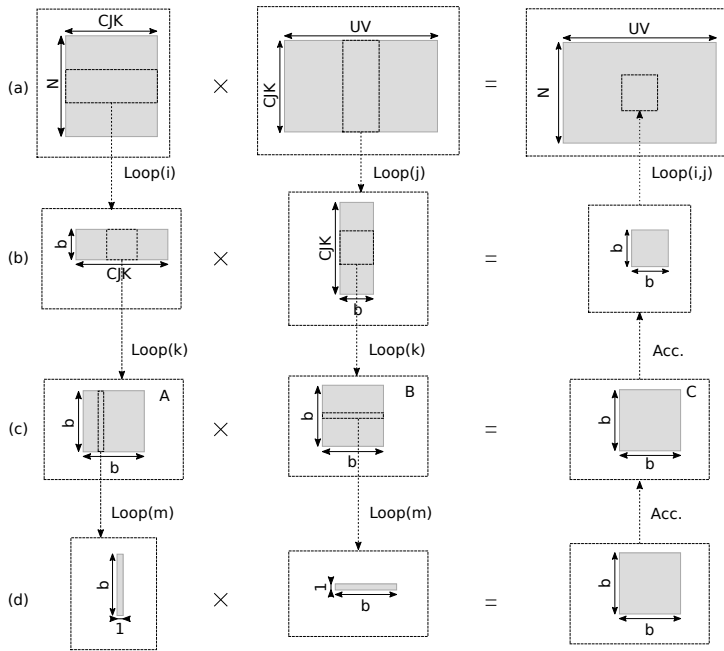 CJK UV UV
(a) N × CJK = N
Loop(i) Loop(j) Loop(i,j)
(b) b CJK × CJK b = b b
Loop(k) Loop(k) Acc.
A B C
(c) b b × b b = b b
Loop(m) Loop(m) Acc.
(d) b 1 × 1 b = b b